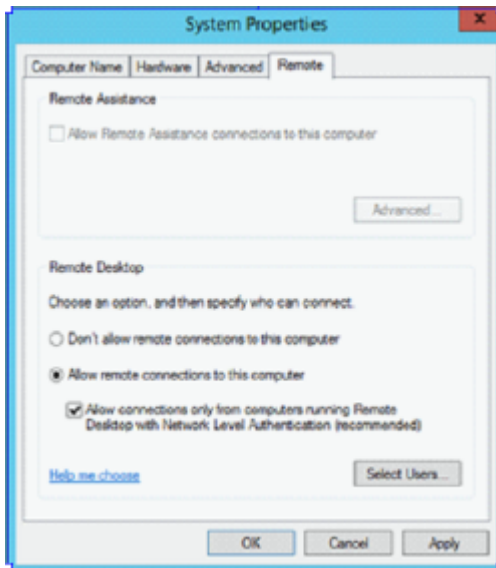 System Properties
x
Computer Name Hardware Advanced Remote
Remote Assistance
Allow Remote Assistance connections to this computer
Advanced...
Remote Desktop
Choose an option, and then specify who can connect.
Don't allow remote connections to this computer
Allow remote connections to this computer
Allow connections only from computers running Remote
Desktop with Network Level Authentication (recommended)
Help me choose Select Users...
OK Cancel Apply